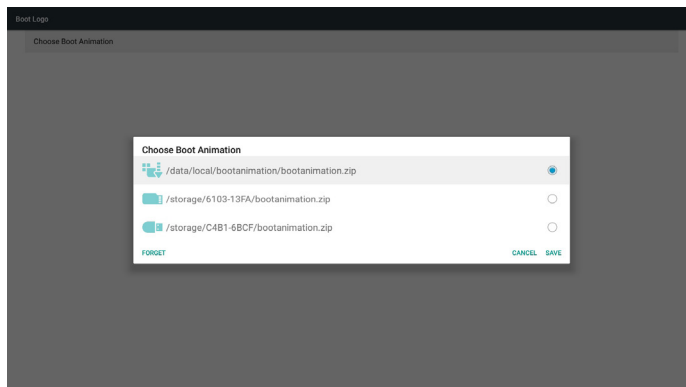 Boot Logo
Choose Boot Animation
Choose Boot Animation
/data/local/bootanimation/bootanimation.zip
/storage/6103-13FA/bootanimation.zip
/storage/C4B1-6BCF/bootanimation.zip
FORGET CANCEL SAVE